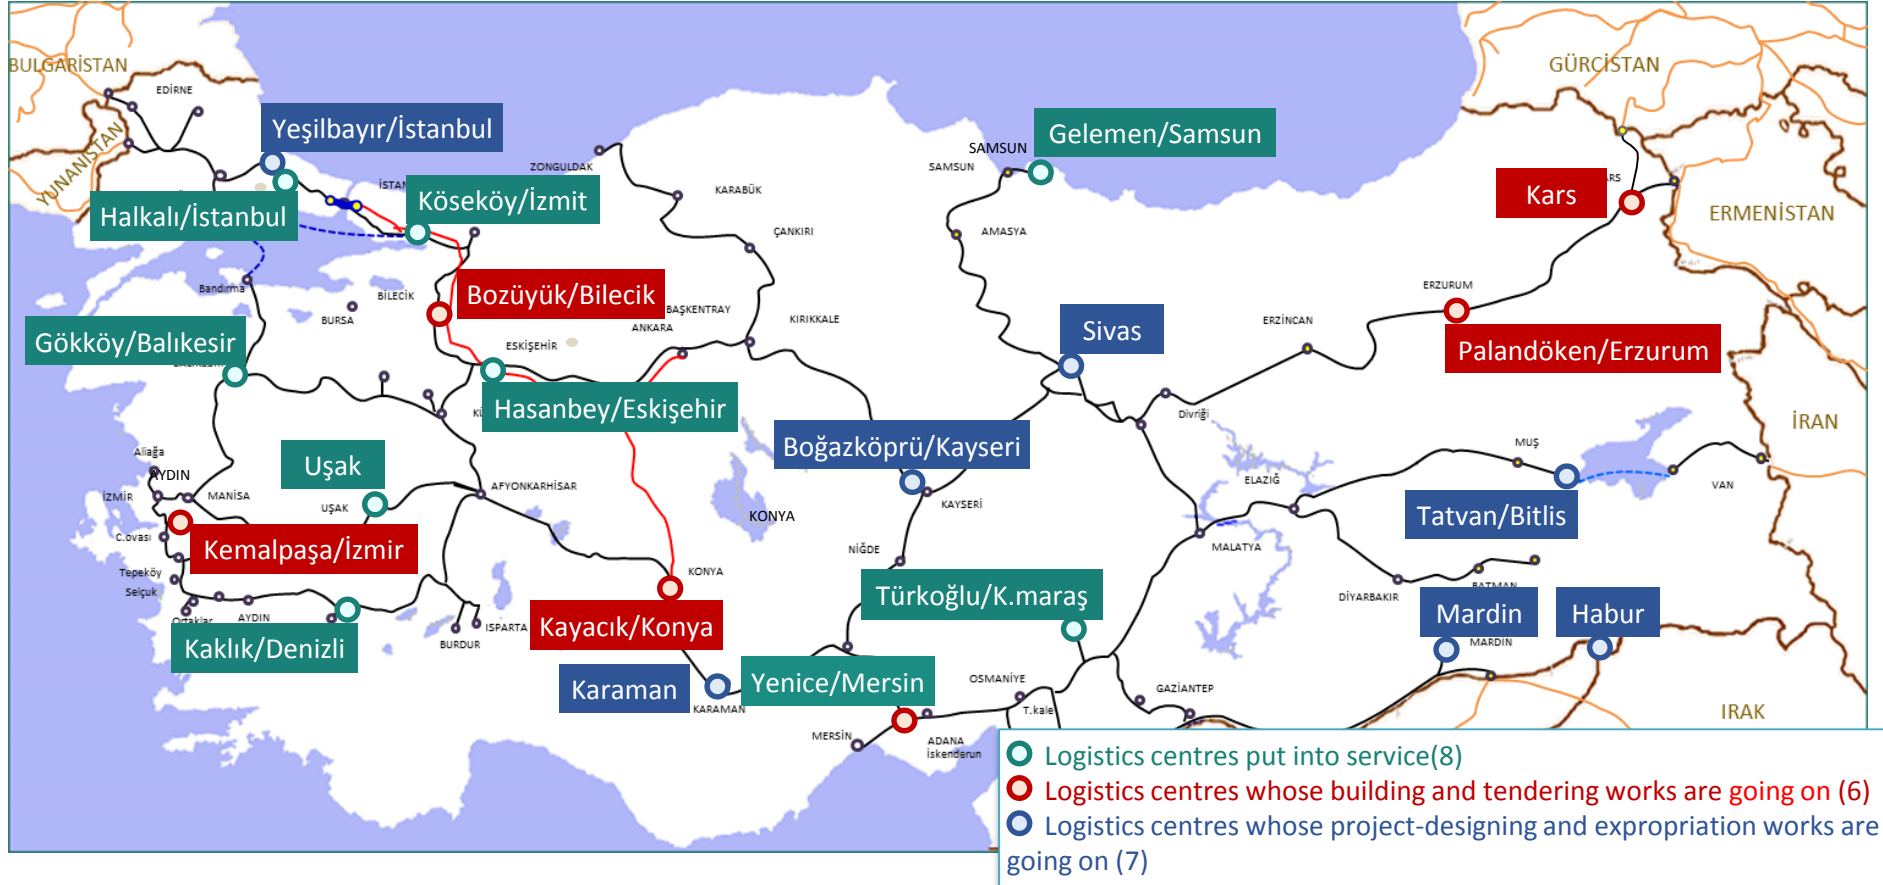 BULGARİSTAN
GÜRCİSTAN
EDİRNE
YUNANİSTAN
Yeşilbayır/İstanbul
Gelemen/Samsun
ZONGULDAK
SAMSUN
SAMSUN
KARABÜK
Kars
ERMENİSTAN
Halkalı/İstanbul
Köseköy/İzmit
AMASYA
ÇANKIRI
Bandırma
BİLECİK
Bozüyük/Bilecik
BURSA
BAŞKENTRAY
ANKARA
KIRIKKALE
ERZURUM
ERZİNCAN
Sivas
Gökköy/Balıkesir
ESKİŞEHİR
Palandöken/Erzurum
Hasanbey/Eskişehir
Divriği
İRAN
Boğazköprü/Kayseri
MUŞ
Aliağa
AYDIN
Uşak
ELAZIĞ
VAN
İZMİR
MANİSA
UŞAK
AFYONKARHİSAR
KAYSERİ
KONYA
Tatvan/Bitlis
C.ovası
Kemalpaşa/İzmir
NİĞDE
MALATYA
Tepeköy
KONYA
Selçuk
Türkoğlu/K.maraş
BATMAN
DİYARBAKIR
Ortaklar
AYDIN
Kayacık/Konya
ISPARTA
BURDUR
Mardin
Habur
MARDİN
Kaklık/Denizli
Karaman
Yenice/Mersin
OSMANİYE
GAZİANTEP
KARAMAN
T.kale
IRAK
MERSİN
ADANA
iskenderun
Logistics centres put into service(8)
Logistics centres whose building and tendering works are going on (6)
Logistics centres whose project-designing and expropriation works are
going on (7)